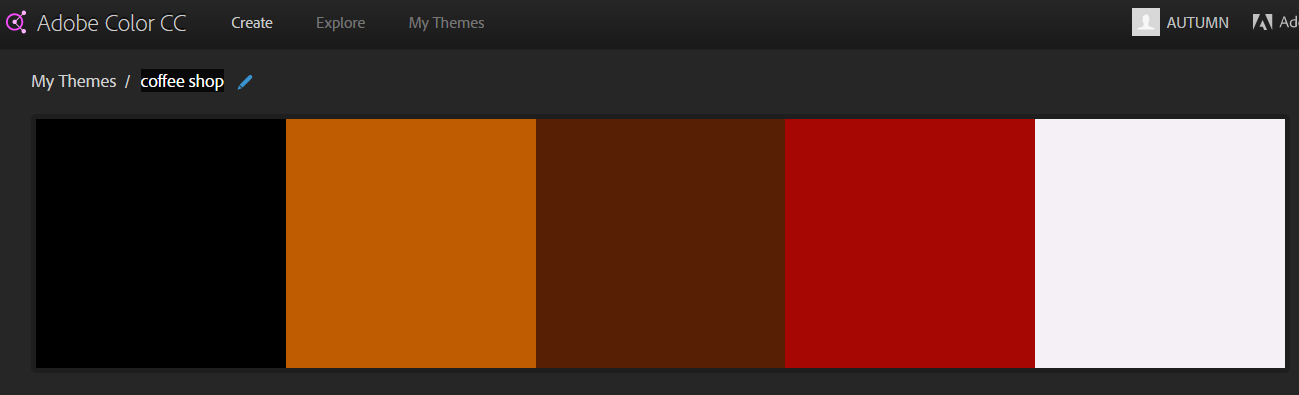 Adobe Color CC Create Explore My Themes AUTUMN
My Themes / coffee shop